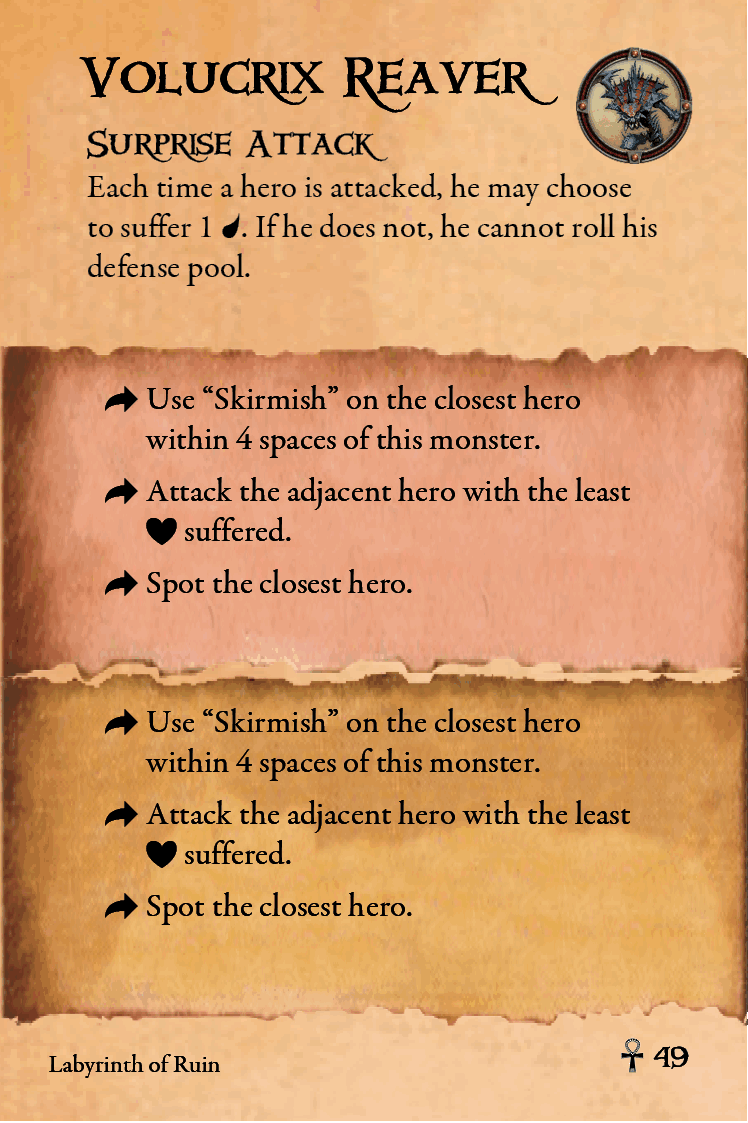 Volucrix Reaver
Surprise Attack
Each time a hero is attacked, he may choose
to suffer 1 . If he does not, he cannot roll his
defense pool.
Use “Skirmish” on the closest hero
within 4 spaces of this monster.
Attack the adjacent hero with the least
suffered.
Spot the closest hero.
Use “Skirmish” on the closest hero
within 4 spaces of this monster.
Attack the adjacent hero with the least
suffered.
Spot the closest hero.
Labyrinth of Ruin
49